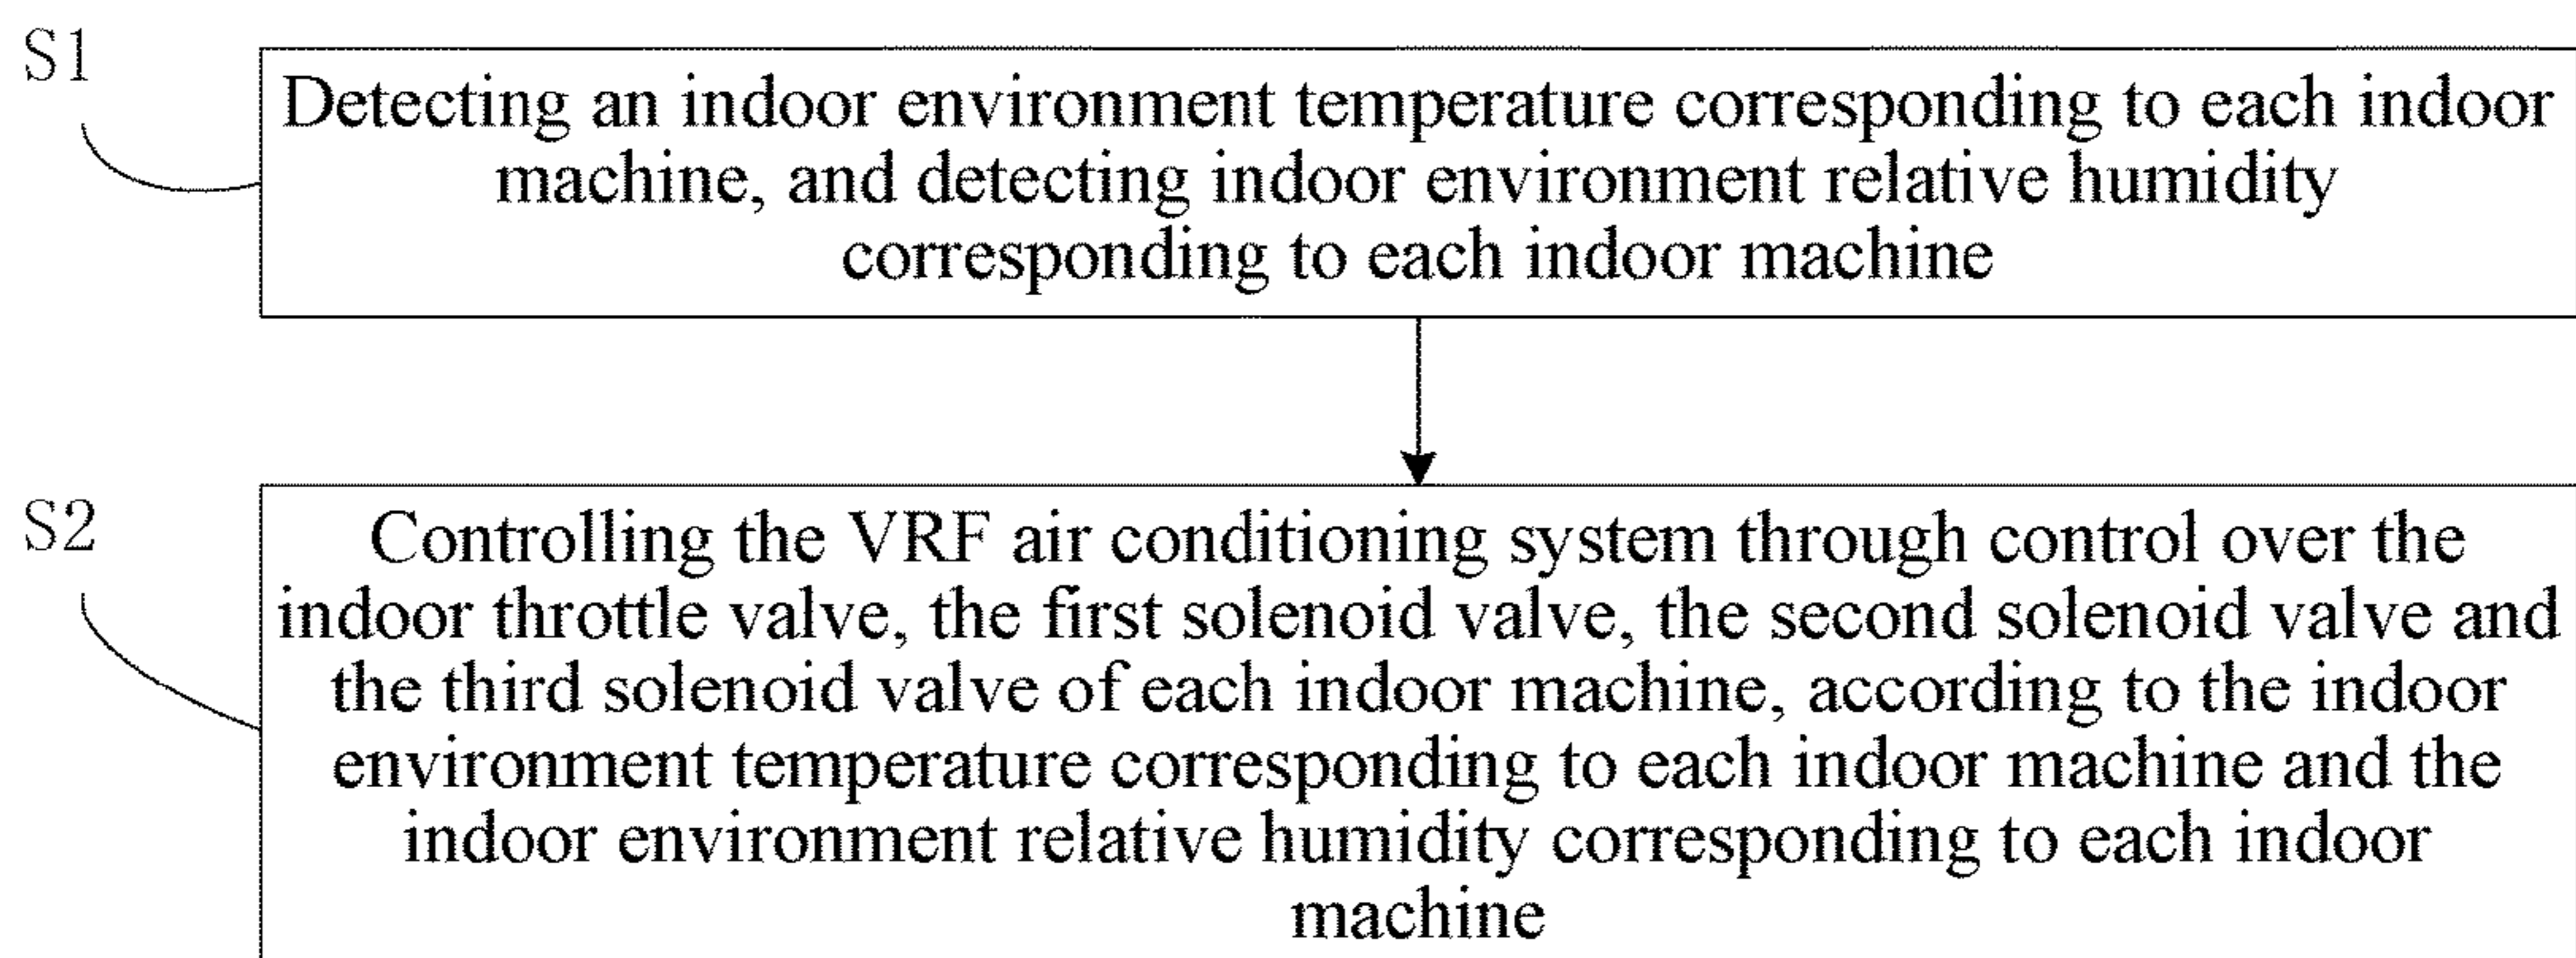 S1
Detecting an indoor environment temperature corresponding to each indoor
machine, and detecting indoor environment relative humidity
corresponding to each indoor machine
S2
Controlling the VRF air conditioning system through control over the
indoor throttle valve, the first solenoid valve, the second solenoid valve and
the third solenoid valve of each indoor machine, according to the indoor
environment temperature corresponding to each indoor machine and the
indoor environment relative humidity corresponding to each indoor
machine